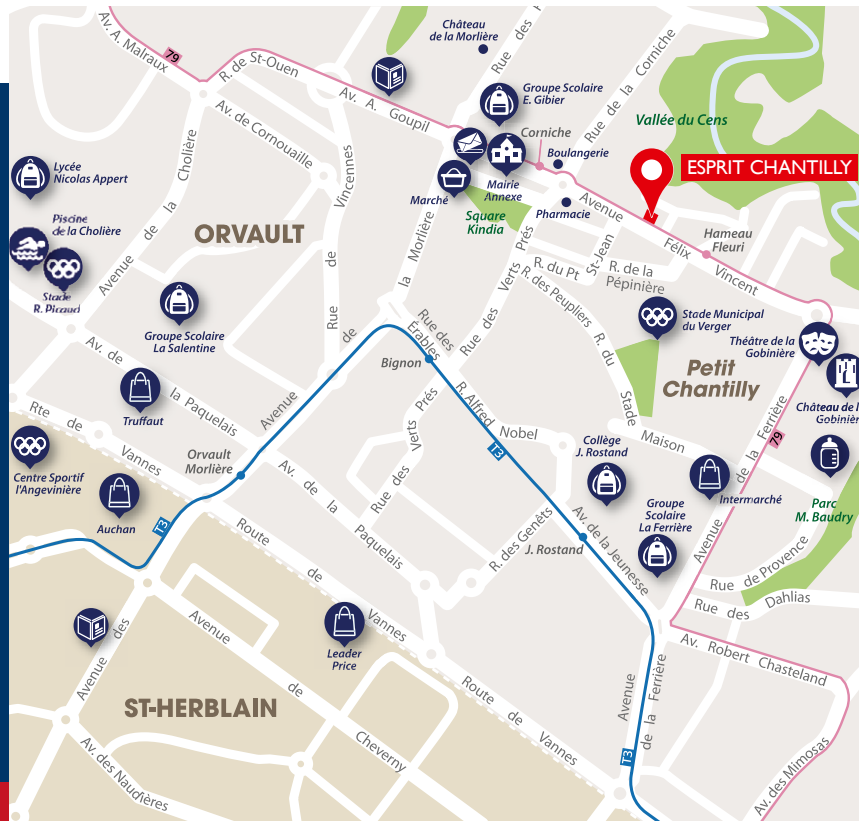 Av. A. Malraux
79
R. de St-Ouen
Château
de la Morlière
Rue des F
Av. A. Goupil
Groupe Scolaire
E. Gibier
Rue de la Corniche
Vallée du Cens
Av. de Cornouaille
Corniche
Boulangerie
ESPRIT CHANTILLY
Lycée
Nicolas Appert
Avenue de la Cholière
Rue de Vincennes
Marché
Mairie
Annexe
Pharmacie
Square
Kindia
Avenue Félix Vincent
Hameau
Fleuri
Piscine
de la Cholière
ORVAULT
St-Jean
R. du Pt
R. de la
Pépinière
Stade
R. Picaud
Avenue de la Morlière
Rue des Verts Prés
R. des Peupliers
R. du Stade
Groupe Scolaire
La Salentine
Rue des
Érables
Stade Municipal
du Verger
Théâtre de la
Gobinière
Bignon
Petit
Chantilly
Av. de la Paquelais
Truffaut
R. Alfred Nobel
Château de la
Gobinièr
Rte de Vannes
Orvault
Morlière
Rue des Verts Prés
Maison
79
Collège
J. Rostand
T3
Centre Sportif
l'Angevinière
Av. de la Paquelais
Intermarché
Avenue de la Ferrière
Auchan
T3
Groupe
Scolaire
La Ferrière
Parc
M. Baudry
Route de Vannes
R. des Genêts
J. Rostand
Av. de la Jeunesse
Rue de Provence
Rue des Dahlias
Leader
Price
Avenue des
Avenue de Cheverny
Av. Robert Chasteland
ST-HERBLAIN
Route de Vannes
Avenue de la Ferrière
T3
Av. des Naudières
Av. des Mimosas